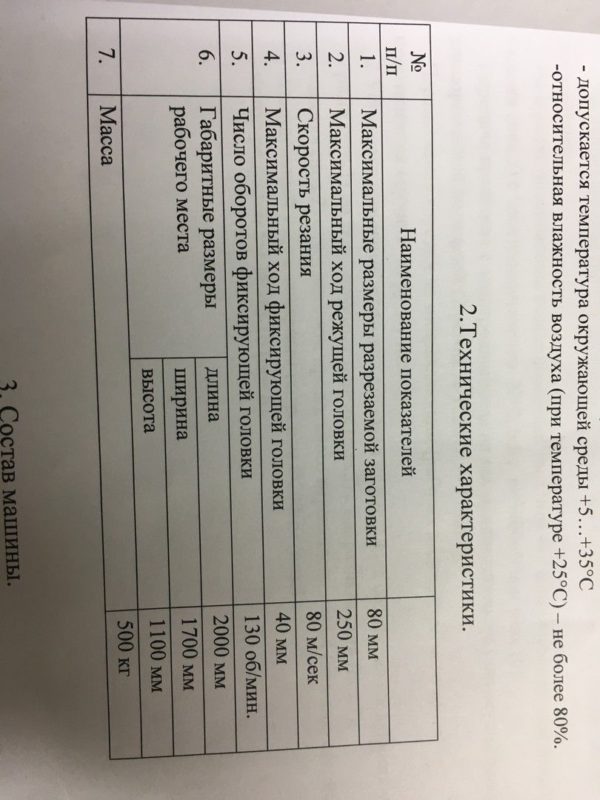 - допускается температура окружающей среды +5…+35°С
-относительная влажность воздуха (при температуре +25°С) – не более 80%.
2.Технические характеристики.
№ п/п Наименование показателей
1. Максимальные размеры разрезаемой заготовки 80 мм
2. Максимальный ход режущей головки 250 мм
3. Скорость резания 80 м/сек
4. Максимальный ход фиксирующей головки 40 мм
5. Число оборотов фиксирующей головки 130 об/мин.
6. Габаритные размеры длина 2000 мм
рабочего места ширина 1700 мм
высота 1100 мм
7. Масса 500 кг
3. Состав машины.